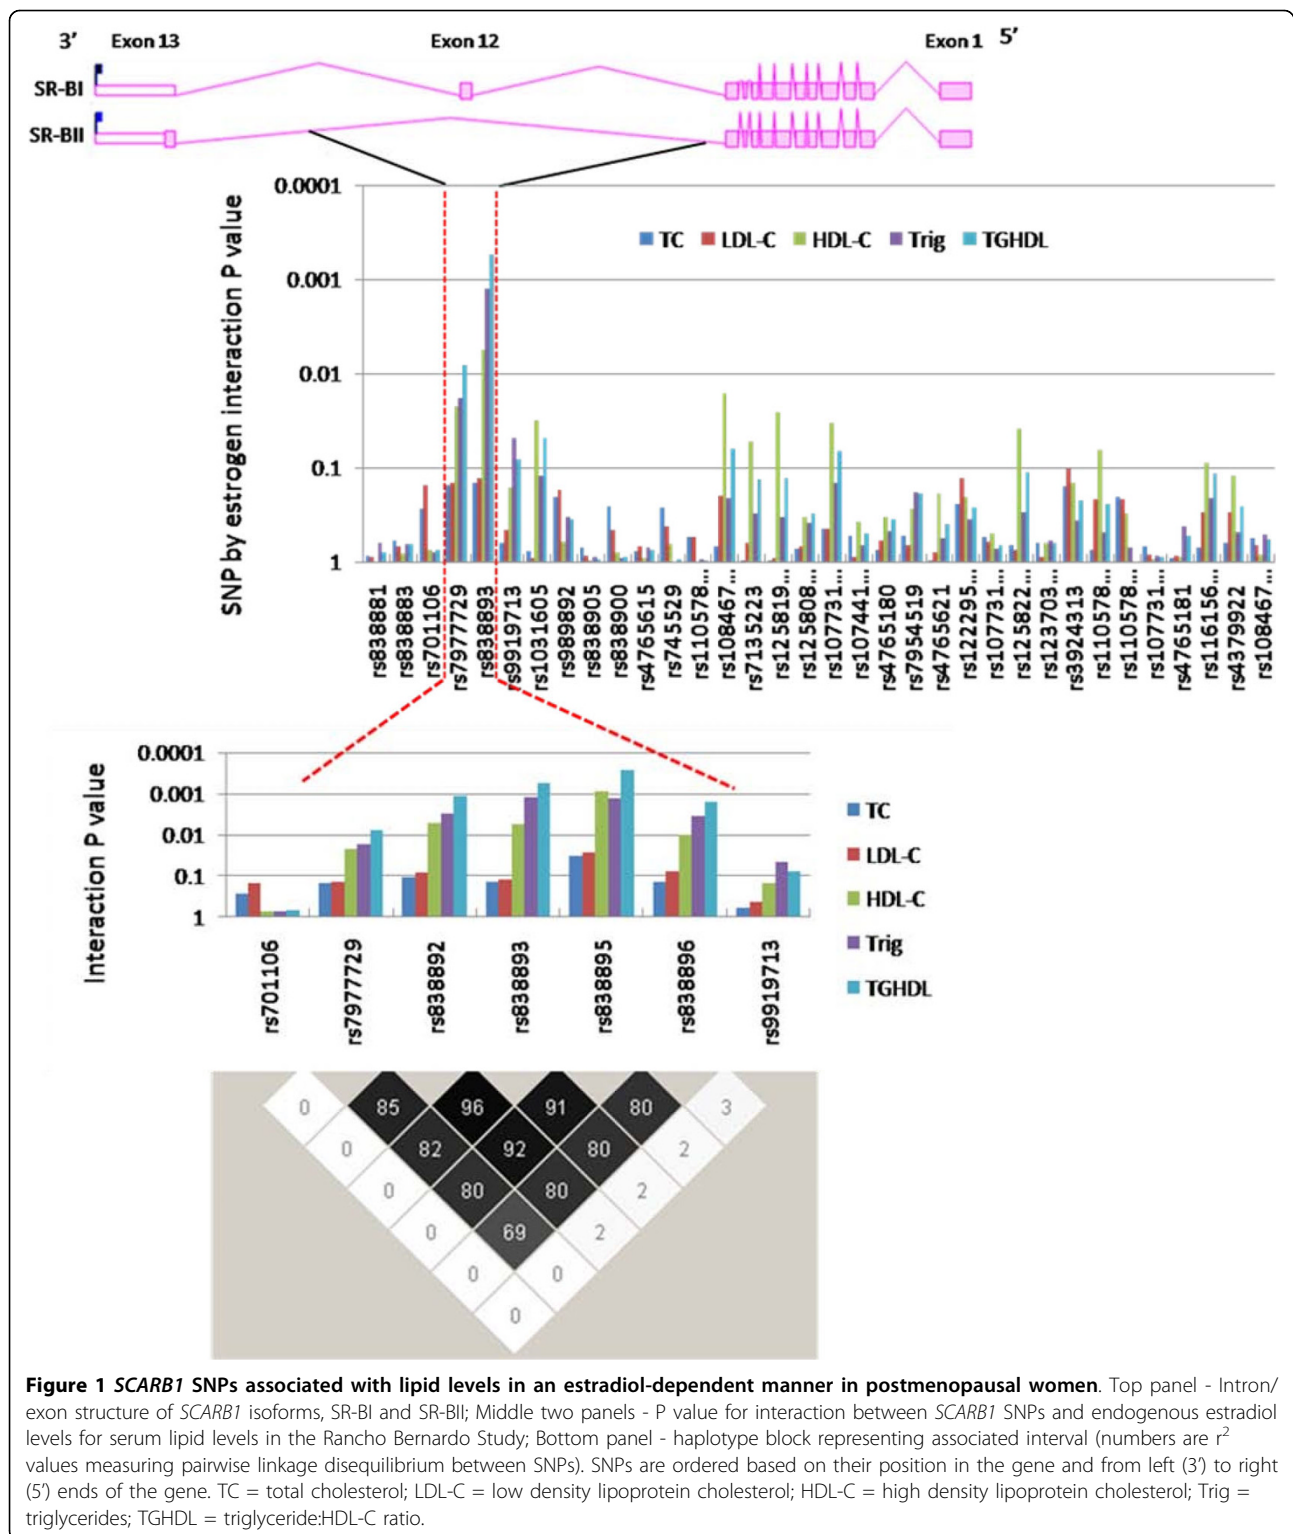 3’ Exon 13 Exon 12 Exon 1 5’
SR-BI
SR-BII
SNP by estrogen interaction P value
0.0001
0.001
0.01
0.1
1
TC LDL-C HDL-C Trig TGHDL
rs838881
rs838883
rs701106
rs7977729
rs838893
rs9919713
rs1031605
rs989892
rs838905
rs838900
rs4765615
rs745529
rs110578...
rs108467...
rs7135223
rs125819...
rs125808...
rs107731...
rs107441...
rs4765180
rs7954519
rs4765621
rs122295...
rs107731...
rs125822...
rs123703...
rs3924313
rs110578...
rs110578...
rs107731...
rs4765181
rs116156...
rs4379922
rs108467...
Interaction P value
0.0001
0.001
0.01
0.1
1
TC
LDL-C
HDL-C
Trig
TGHDL
rs701106
rs7977729
rs838892
rs838893
rs838895
rs838896
rs9919713
0 85 96 91 80 3
0 82 92 80 2
0 80 80 2
0 69 2
0 0
0
Figure 1 SCARB1 SNPs associated with lipid levels in an estradiol-dependent manner in postmenopausal women. Top panel - Intron/
exon structure of SCARB1 isoforms, SR-BI and SR-BII; Middle two panels - P value for interaction between SCARB1 SNPs and endogenous estradiol
levels for serum lipid levels in the Rancho Bernardo Study; Bottom panel - haplotype block representing associated interval (numbers are r²
values measuring pairwise linkage disequilibrium between SNPs). SNPs are ordered based on their position in the gene and from left (3’) to right
(5’) ends of the gene. TC = total cholesterol; LDL-C = low density lipoprotein cholesterol; HDL-C = high density lipoprotein cholesterol; Trig =
triglycerides; TGHDL = triglyceride:HDL-C ratio.